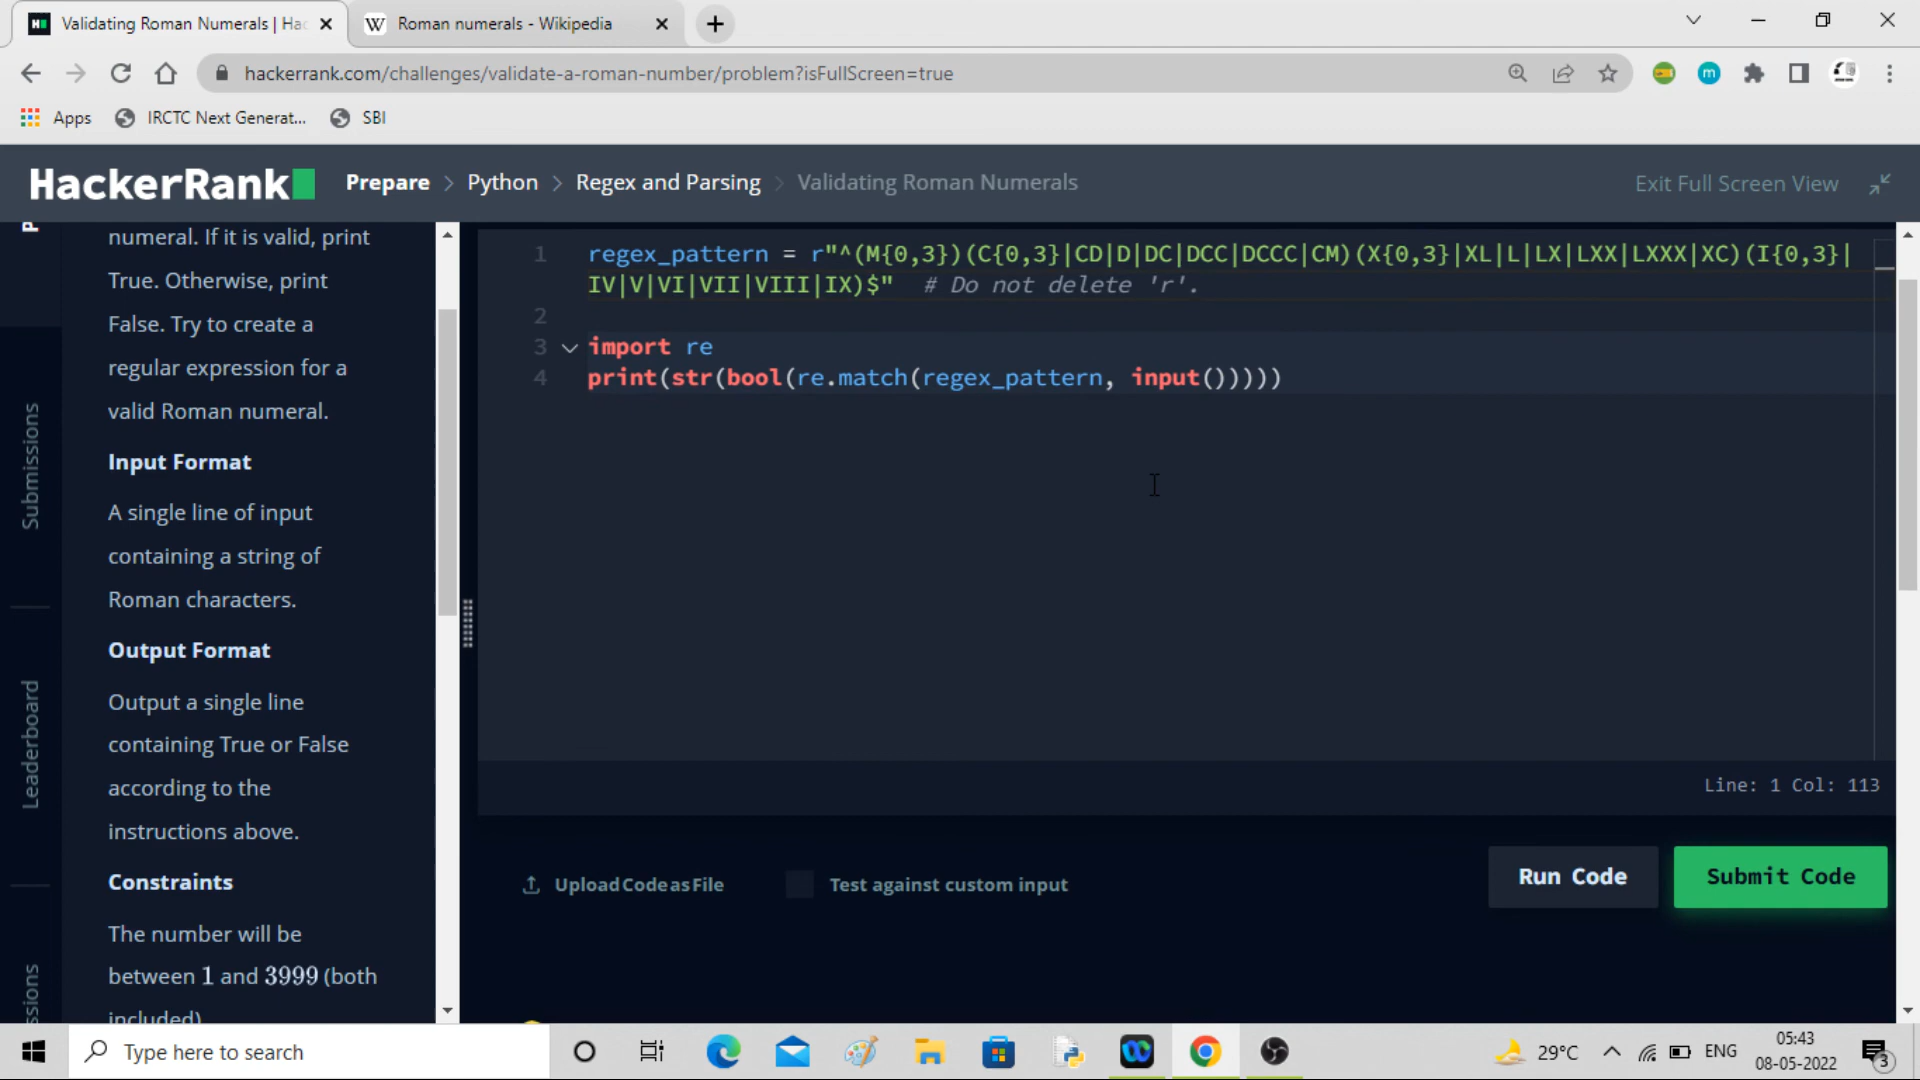 Validating Roman Numerals | Hac
Roman numerals - Wikipedia
hackerrank.com/challenges/validate-a-roman-number/problem?isFullScreen=true
Apps
IRCTC Next Generat...
SBI
HackerRank
Prepare > Python > Regex and Parsing > Validating Roman Numerals
Exit Full Screen View
numeral. If it is valid, print
True. Otherwise, print
False. Try to create a
regular expression for a
valid Roman numeral.
Input Format
A single line of input
containing a string of
Roman characters.
Output Format
Output a single line
containing True or False
according to the
instructions above.
Constraints
The number will be
between 1 and 3999 (both
included)
Submissions
Leaderboard
1 regex_pattern = r"^(M{0,3})(C{0,3}|CD|D|DC|DCC|DCCC|CM)(X{0,3}|XL|L|LX|LXX|LXXX|XC)(I{0,3}|
IV|V|VI|VII|VIII|IX)$" # Do not delete 'r'.
2
3 import re
4 print(str(bool(re.match(regex_pattern, input()))))
Line: 1 Col: 113
Upload Code as File
Test against custom input
Run Code
Submit Code
Type here to search
29°C
ENG
05:43
08-05-2022
3